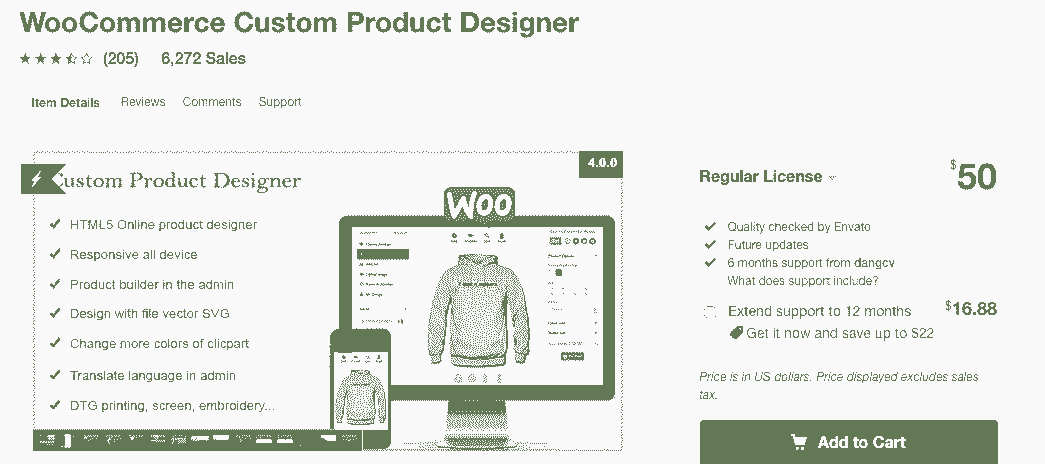 WooCommerce Custom Product Designer
(205) 6,272 Sales
Item Details Reviews Comments Support
4.0.0
Custom Product Designer
HTML5 Online product designer
Responsive all device
Product builder in the admin
Design with file vector SVG
Change more colors of clicpart
Translate language in admin
DTG printing, screen, embroidery...
WOO
Regular License $50
Quality checked by Envato
Future updates
6 months support from dangcv
What does support include?
Extend support to 12 months $16.88
Get it now and save up to $22
Price is in US dollars. Price displayed excludes sales
tax.
Add to Cart